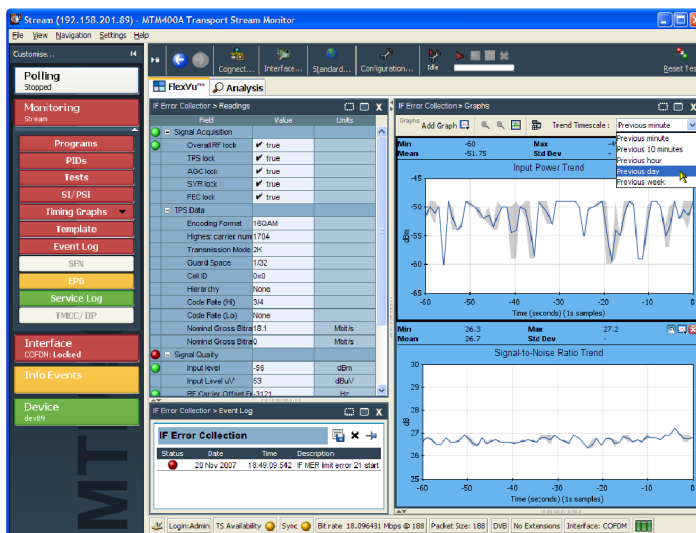 Stream (192.158.201.89) - MTM400A Transport Stream Monitor
File View Navigation Settings Help
Customise...
Polling
Stopped
Monitoring
Stream
Programs
PIDs
Tests
SI/PSI
Timing Graphs
Template
Event Log
SFN
EPG
Service Log
TMCC/ IIP
Interface
COFDM: Locked
Info Events
Device
dev89
MTM
Connect... Interface... Standard... Configuration... Idle Reset Tes
FlexVu™ Analysis
IF Error Collection > Readings
Field Value Units
Signal Acquisition
Overall RF lock true
TPS lock true
AGC lock true
SYR lock true
FEC lock true
TPS Data
Encoding Format 16QAM
Highest carrier num 1704
Transmission Mode 2K
Guard Space 1/32
Cell ID 0x0
Hierarchy None
Code Rate (Hi) 3/4
Code Rate (Lo) None
Nominal Gross Bitra 18.1 Mbit/s
Nominal Gross Bitra 0 Mbit/s
Signal Quality
Input level -56 dBm
Input Level uV 53 dBuV
RF Carrier Offset F -3121 Hz
IF Error Collection > Event Log
IF Error Collection
Status Date Time Description
20 Nov 2007 18:49:09.542 IF MER limit error 21 start
IF Error Collection > Graphs
Graphs Add Graph Trend Timescale : Previous minute
Previous minute
Previous 10 minutes
Previous hour
Previous day
Previous week
Min -60 Max
Mean -51.75 Std Dev -
Input Power Trend
-45
-50
-55
-60
-65
dBm
-60 -50 -40 -30 -20 -10 0
Time (seconds) (1s samples)
Min 26.3 Max 27.2
Mean 26.7 Std Dev -
Signal-to-Noise Ratio Trend
30
29
28
27
26
25
dB
-60 -50 -40 -30 -20 -10 0
Time (seconds) (1s samples)
Login:Admin TS Availability Sync Bit rate 18.096431 Mbps @ 188 Packet Size: 188 DVB No Extensions Interface: COFDM